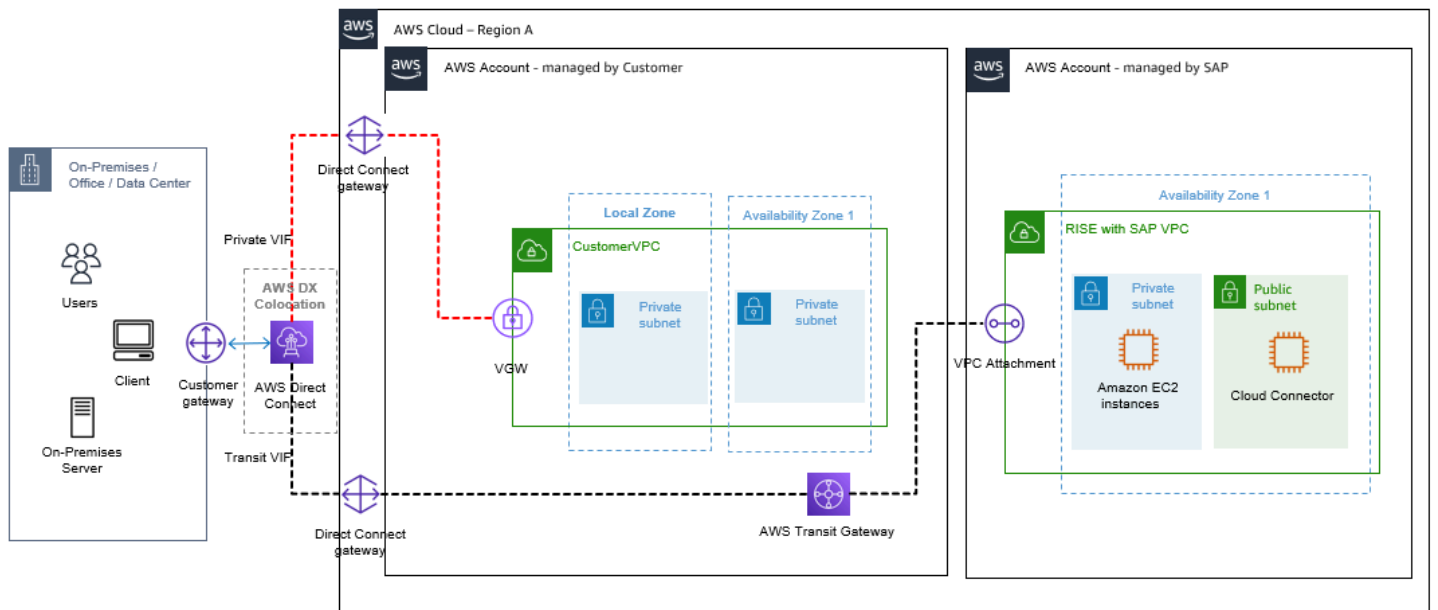 aws
AWS Cloud – Region A
aws
AWS Account - managed by Customer
aws
AWS Account - managed by SAP
On-Premises /
Office / Data Center
Users
Client
On-Premises
Server
Customer
gateway
Private VIF
AWS DX
Colocation
AWS Direct
Connect
Transit VIF
Direct Connect
gateway
Direct Connect
gateway
Local Zone
Availability Zone 1
CustomerVPC
Private
subnet
Private
subnet
VGW
AWS Transit Gateway
Availability Zone 1
RISE with SAP VPC
VPC Attachment
Private
subnet
Amazon EC2
instances
Public
subnet
Cloud Connector